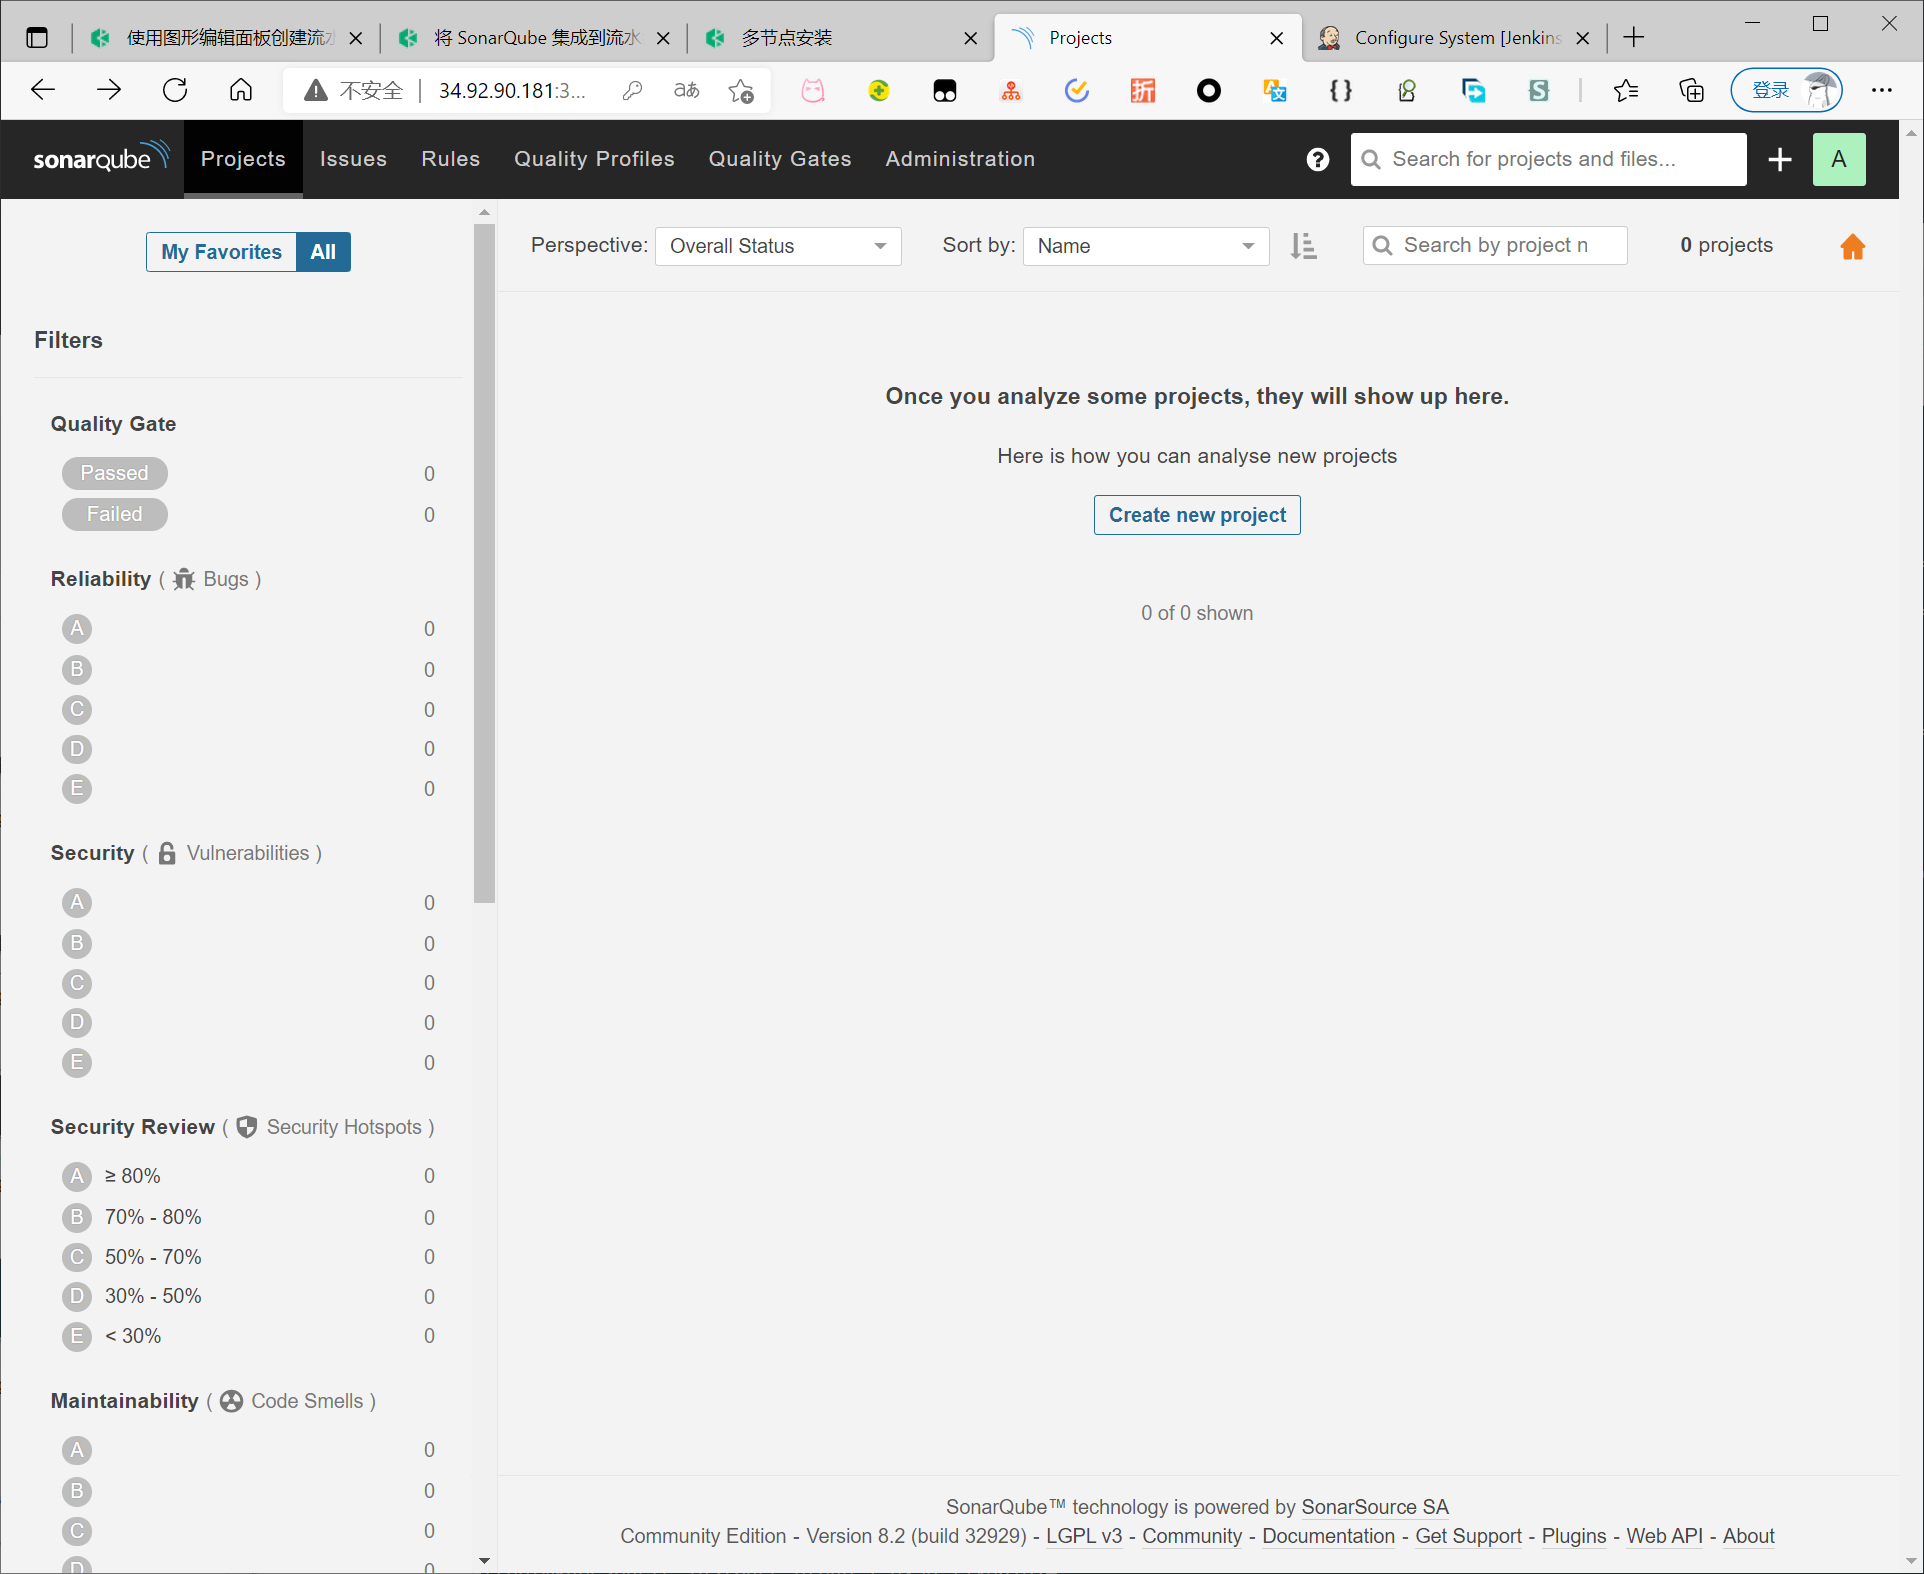 使用图形编辑面板创建流水
将 SonarQube 集成到流水
多节点安装
Projects
Configure System [Jenkins
不安全
34.92.90.181:3...
登录
sonarqube
Projects
Issues
Rules
Quality Profiles
Quality Gates
Administration
Search for projects and files...
A
My Favorites
All
Perspective:
Overall Status
Sort by:
Name
Search by project n
0 projects
Filters
Quality Gate
Passed 0
Failed 0
Reliability ( Bugs )
A 0
B 0
C 0
D 0
E 0
Security ( Vulnerabilities )
A 0
B 0
C 0
D 0
E 0
Security Review ( Security Hotspots )
A ≥ 80% 0
B 70% - 80% 0
C 50% - 70% 0
D 30% - 50% 0
E < 30% 0
Maintainability ( Code Smells )
A 0
B 0
C 0
D 0
Once you analyze some projects, they will show up here.
Here is how you can analyse new projects
Create new project
0 of 0 shown
SonarQube™ technology is powered by SonarSource SA
Community Edition - Version 8.2 (build 32929) - LGPL v3 - Community - Documentation - Get Support - Plugins - Web API - About